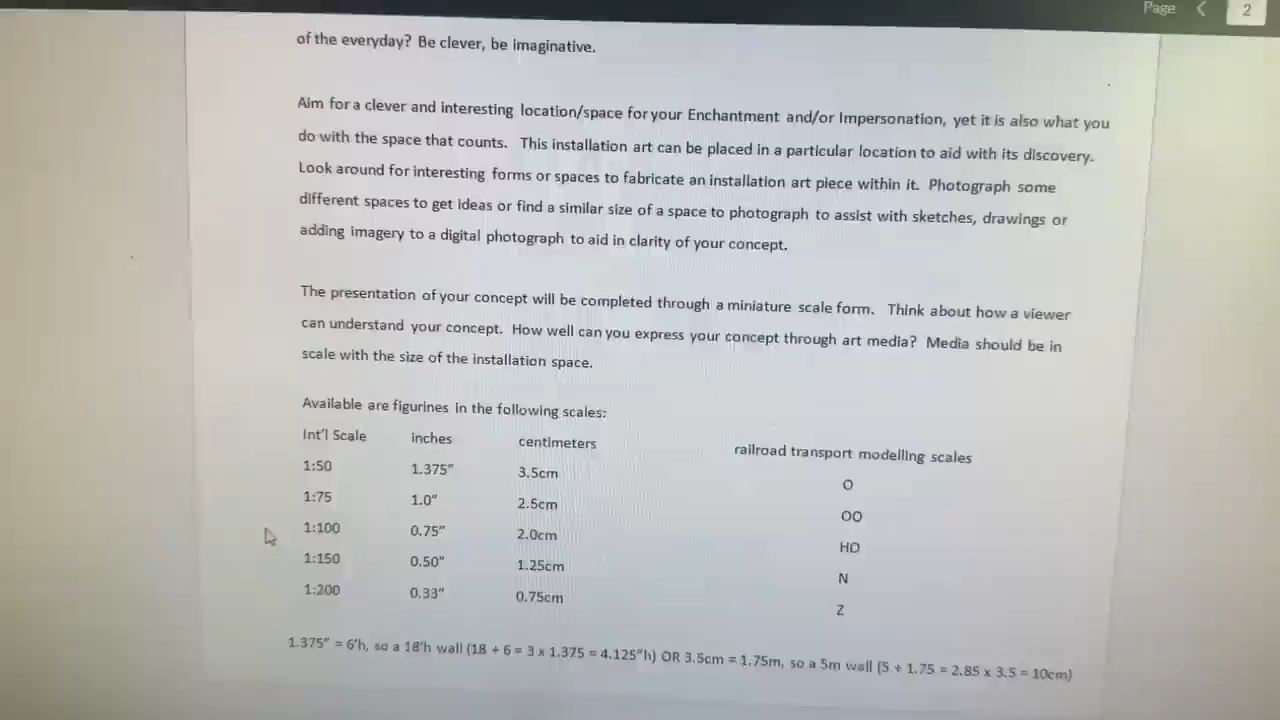 Page < 2
of the everyday? Be clever, be imaginative.
Aim for a clever and interesting location/space for your Enchantment and/or Impersonation, yet it is also what you
do with the space that counts. This installation art can be placed in a particular location to aid with its discovery.
Look around for interesting forms or spaces to fabricate an installation art piece within it. Photograph some
different spaces to get ideas or find a similar size of a space to photograph to assist with sketches, drawings or
adding imagery to a digital photograph to aid in clarity of your concept.
The presentation of your concept will be completed through a miniature scale form. Think about how a viewer
can understand your concept. How well can you express your concept through art media? Media should be in
scale with the size of the installation space.
Available are figurines in the following scales:
Int'l Scale inches centimeters railroad transport modelling scales
1:50 1.375" 3.5cm O
1:75 1.0" 2.5cm OO
1:100 0.75" 2.0cm HO
1:150 0.50" 1.25cm N
1:200 0.33" 0.75cm Z
1.375" = 6'h, so a 18'h wall (18 ÷ 6 = 3 x 1.375 = 4.125"h) OR 3.5cm = 1.75m, so a 5m wall (5 ÷ 1.75 = 2.85 x 3.5 = 10cm)